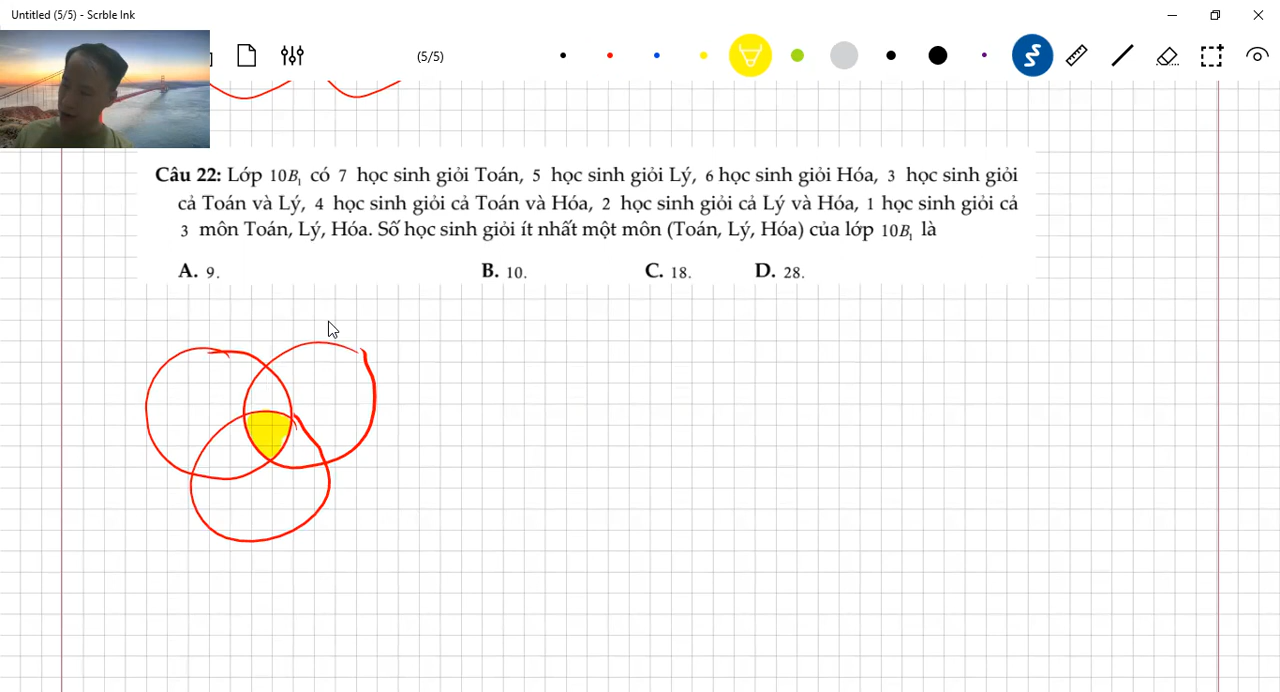 Untitled (5/5) - Scrble Ink
(5/5)
Câu 22: Lớp 10B₁ có 7 học sinh giỏi Toán, 5 học sinh giỏi Lý, 6 học sinh giỏi Hóa, 3 học sinh giỏi
cả Toán và Lý, 4 học sinh giỏi cả Toán và Hóa, 2 học sinh giỏi cả Lý và Hóa, 1 học sinh giỏi cả
3 môn Toán, Lý, Hóa. Số học sinh giỏi ít nhất một môn (Toán, Lý, Hóa) của lớp 10B₁ là
A. 9. B. 10. C. 18. D. 28.